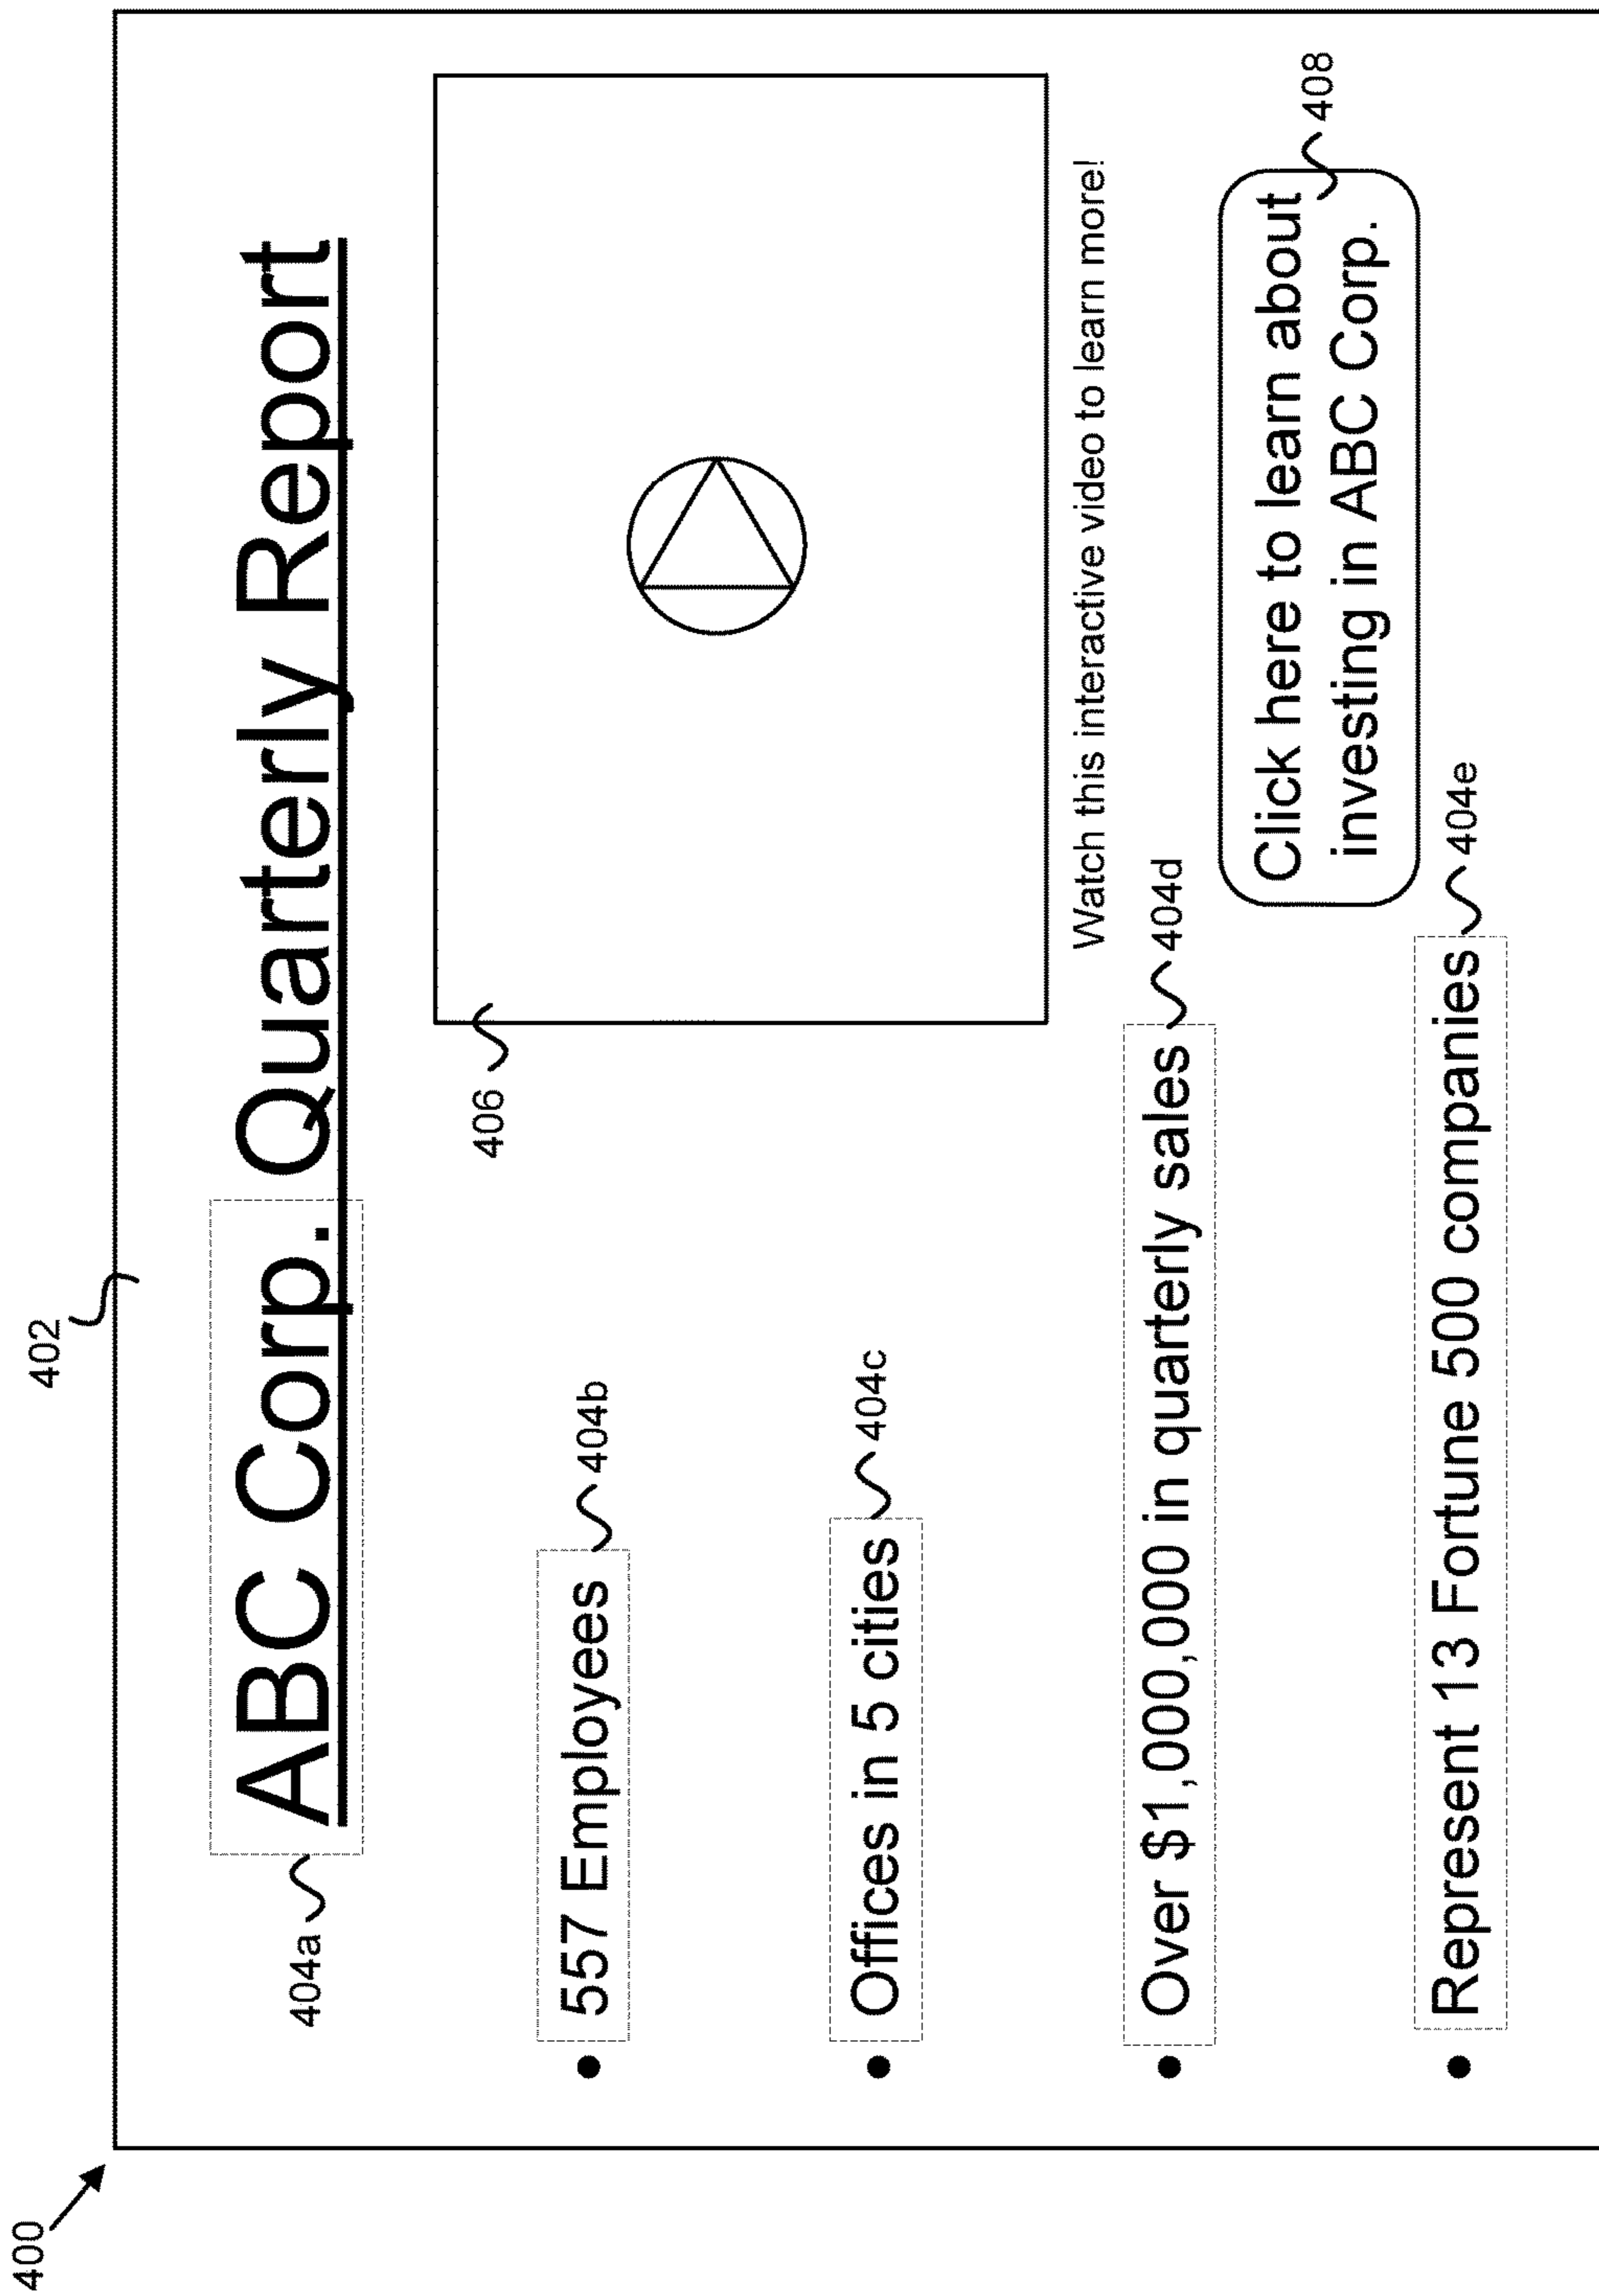 400
402
404a
ABC Corp. Quarterly Report
• 557 Employees
404b
406
• Offices in 5 cities
404c
Watch this interactive video to learn more!
• Over $1,000,000 in quarterly sales
404d
Click here to learn about
investing in ABC Corp.
408
• Represent 13 Fortune 500 companies
404e